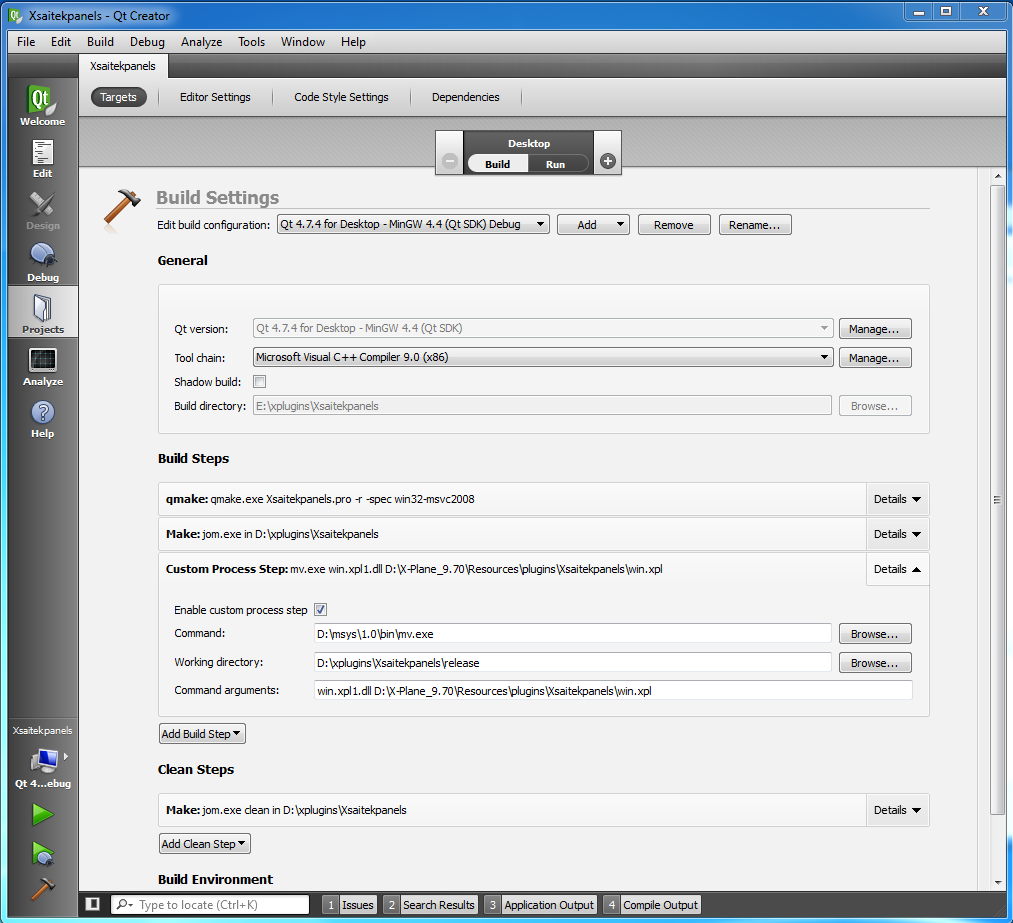 Xsaitekpanels - Qt Creator
File Edit Build Debug Analyze Tools Window Help
Xsaitekpanels
Targets Editor Settings Code Style Settings Dependencies
Qt
Welcome
Edit
Design
Debug
Projects
Analyze
Help
Desktop
Build Run
Build Settings
Edit build configuration: Qt 4.7.4 for Desktop - MinGW 4.4 (Qt SDK) Debug Add Remove Rename...
General
Qt version: Qt 4.7.4 for Desktop - MinGW 4.4 (Qt SDK) Manage...
Tool chain: Microsoft Visual C++ Compiler 9.0 (x86) Manage...
Shadow build:
Build directory: E:\xplugins\Xsaitekpanels Browse...
Build Steps
qmake: qmake.exe Xsaitekpanels.pro -r -spec win32-msvc2008 Details
Make: jom.exe in D:\xplugins\Xsaitekpanels Details
Custom Process Step: mv.exe win.xpl1.dll D:\X-Plane_9.70\Resources\plugins\Xsaitekpanels\win.xpl Details
Enable custom process step
Command: D:\msys\1.0\bin\mv.exe Browse...
Working directory: D:\xplugins\Xsaitekpanels\release Browse...
Command arguments: win.xpl1.dll D:\X-Plane_9.70\Resources\plugins\Xsaitekpanels\win.xpl
Add Build Step
Clean Steps
Make: jom.exe clean in D:\xplugins\Xsaitekpanels Details
Add Clean Step
Build Environment
Xsaitekpanels
Qt 4...ebug
Type to locate (Ctrl+K) 1 Issues 2 Search Results 3 Application Output 4 Compile Output